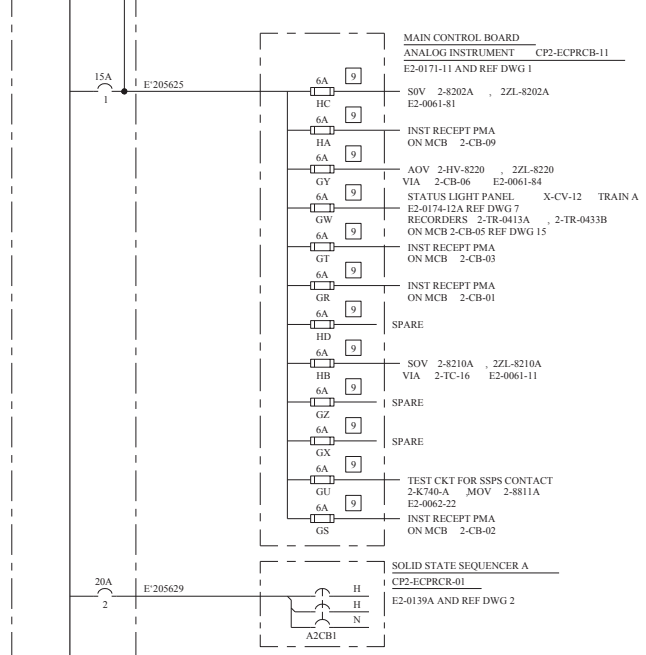 MAIN CONTROL BOARD
ANALOG INSTRUMENT CP2-ECPRCB-11
E2-0171-11 AND REF DWG 1
15A
1
E'205625
6A 9
HC
S0V 2-8202A , 2ZL-8202A
E2-0061-81
6A 9
HA
INST RECEPT PMA
ON MCB 2-CB-09
6A 9
GY
AOV 2-HV-8220 , 2ZL-8220
VIA 2-CB-06 E2-0061-84
6A 9
GW
STATUS LIGHT PANEL X-CV-12 TRAIN A
E2-0174-12A REF DWG 7
RECORDERS 2-TR-0413A , 2-TR-0433B
ON MCB 2-CB-05 REF DWG 15
6A 9
GT
INST RECEPT PMA
ON MCB 2-CB-03
6A 9
GR
INST RECEPT PMA
ON MCB 2-CB-01
6A 9
HD
SPARE
6A 9
HB
SOV 2-8210A , 2ZL-8210A
VIA 2-TC-16 E2-0061-11
6A 9
GZ
SPARE
6A 9
GX
SPARE
6A 9
GU
TEST CKT FOR SSPS CONTACT
2-K740-A ,MOV 2-8811A
E2-0062-22
6A 9
GS
INST RECEPT PMA
ON MCB 2-CB-02
SOLID STATE SEQUENCER A
CP2-ECPRCR-01
E2-0139A AND REF DWG 2
20A
2
E'205629
H
H
N
A2CB1